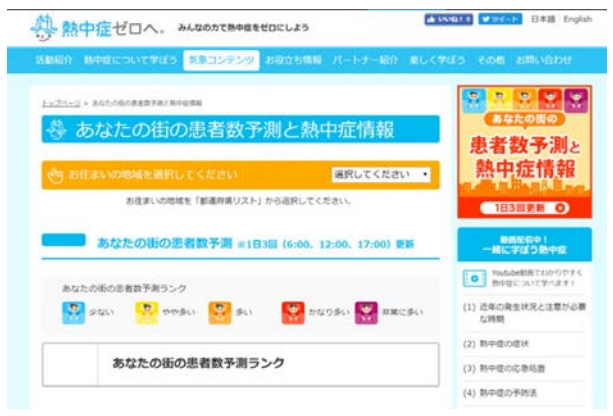 熱中症ゼロへ。 みんなの力で熱中症をゼロにしよう
いいね! 0 ツイート 日本語 English
活動紹介 熱中症について学ぼう 気象コンテンツ お役立ち情報 パートナー紹介 楽しく学ぼう その他 お問い合わせ
トップページ > あなたの街の患者数予測と熱中症情報
あなたの街の患者数予測と熱中症情報
お住まいの地域を選択してください 選択してください
お住まいの地域を「都道府県リスト」から選択してください。
あなたの街の患者数予測 ※1日3回（6:00、12:00、17:00）更新
あなたの街の患者数予測ランク
少ない やや多い 多い かなり多い 非常に多い
あなたの街の患者数予測ランク
あなたの街の
患者数予測と
熱中症情報
1日3回更新
動画配信中！
一緒に学ぼう熱中症
Youtube動画でわかりやすく
熱中症について学べます！
(1) 近年の発生状況と注意が必要
な時期
(2) 熱中症の症状
(3) 熱中症の応急処置
(4) 熱中症の予防法